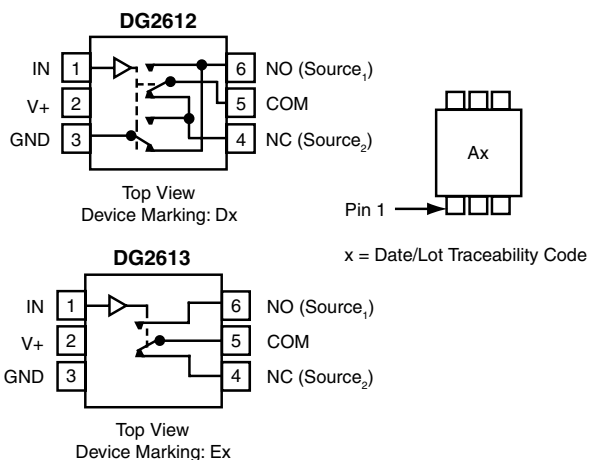 DG2612
IN 1
V+ 2
GND 3
6 NO (Source₁)
5 COM
4 NC (Source₂)
Top View
Device Marking: Dx
Ax
Pin 1
x = Date/Lot Traceability Code
DG2613
IN 1
V+ 2
GND 3
6 NO (Source₁)
5 COM
4 NC (Source₂)
Top View
Device Marking: Ex